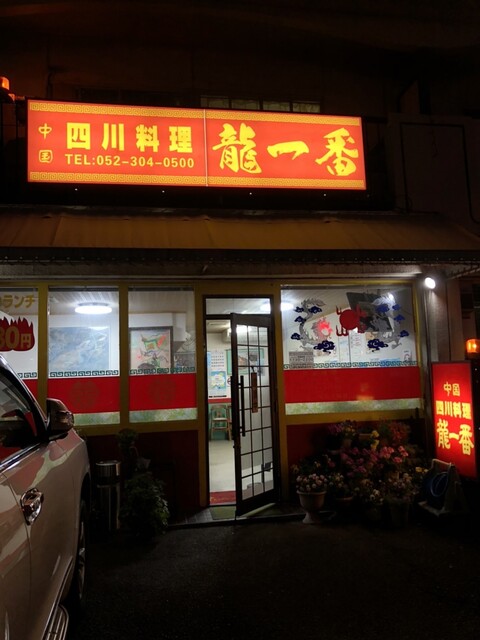 中国
四川料理
TEL:052-304-0500
龍一番
ランチ
80円
中国
四川料理
龍一番